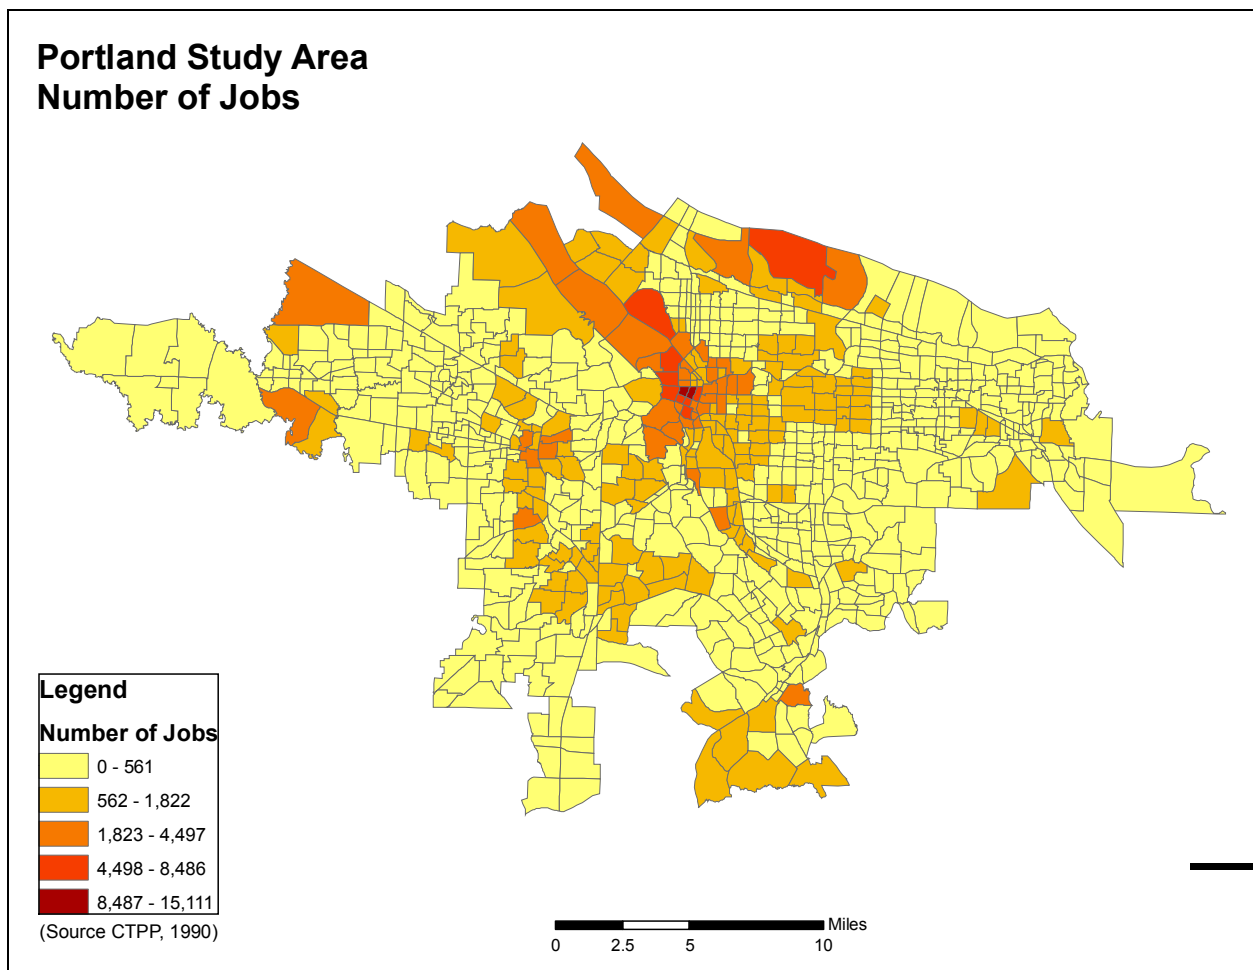 Portland Study Area
Number of Jobs
Legend
Number of Jobs
0 - 561
562 - 1,822
1,823 - 4,497
4,498 - 8,486
8,487 - 15,111
(Source CTPP, 1990)
Miles
0 2.5 5 10